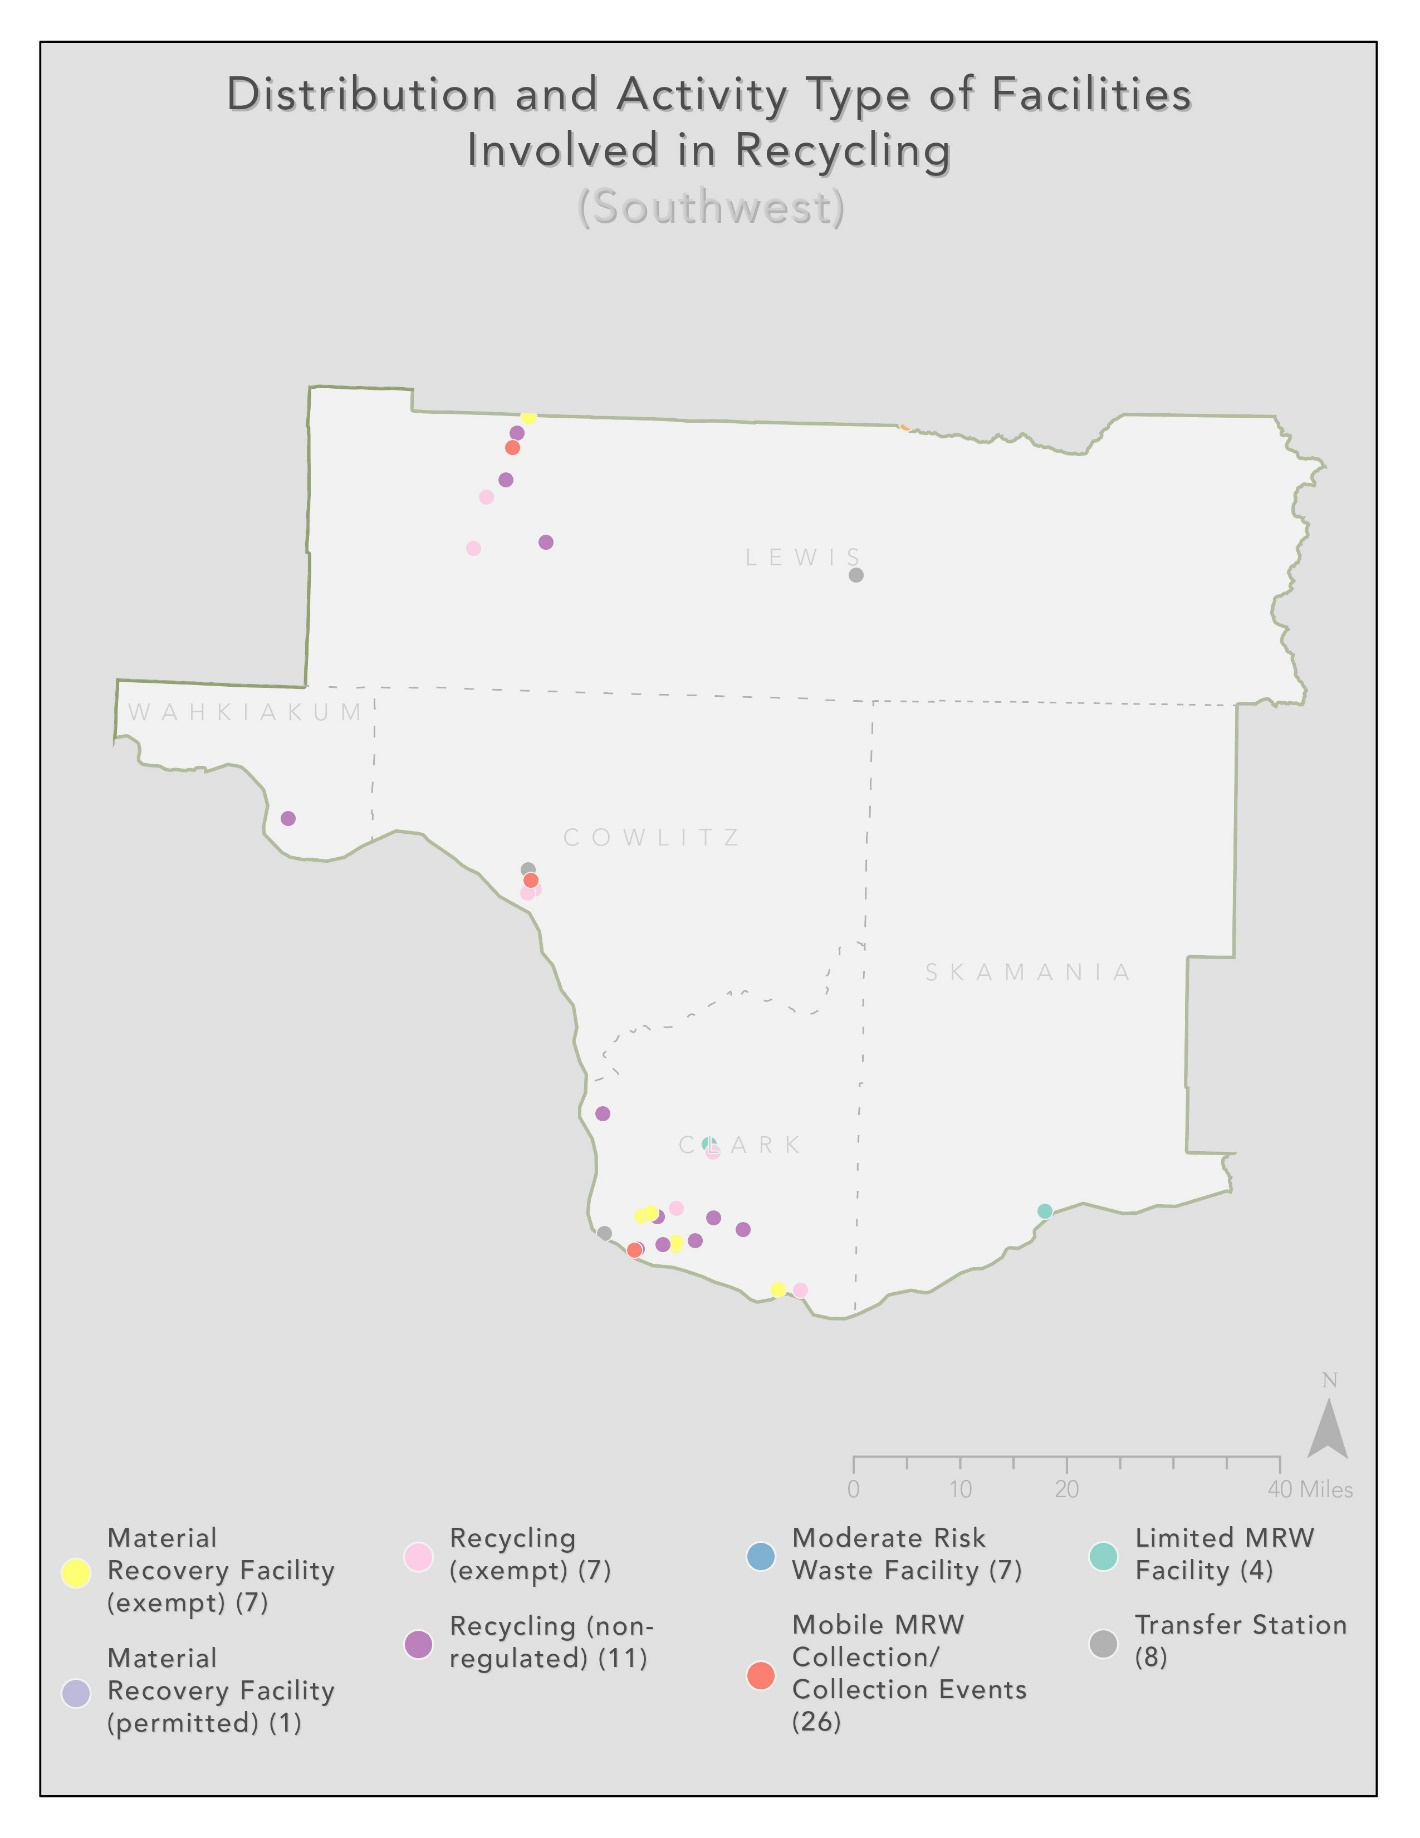 Distribution and Activity Type of Facilities
Involved in Recycling
(Southwest)
LEWIS
WAHKIAKUM
COWLITZ
SKAMANIA
CLARK
N
0 10 20 40 Miles
Material
Recovery Facility
(exempt) (7)
Material
Recovery Facility
(permitted) (1)
Recycling
(exempt) (7)
Recycling (non-
regulated) (11)
Moderate Risk
Waste Facility (7)
Mobile MRW
Collection/
Collection Events
(26)
Limited MRW
Facility (4)
Transfer Station
(8)